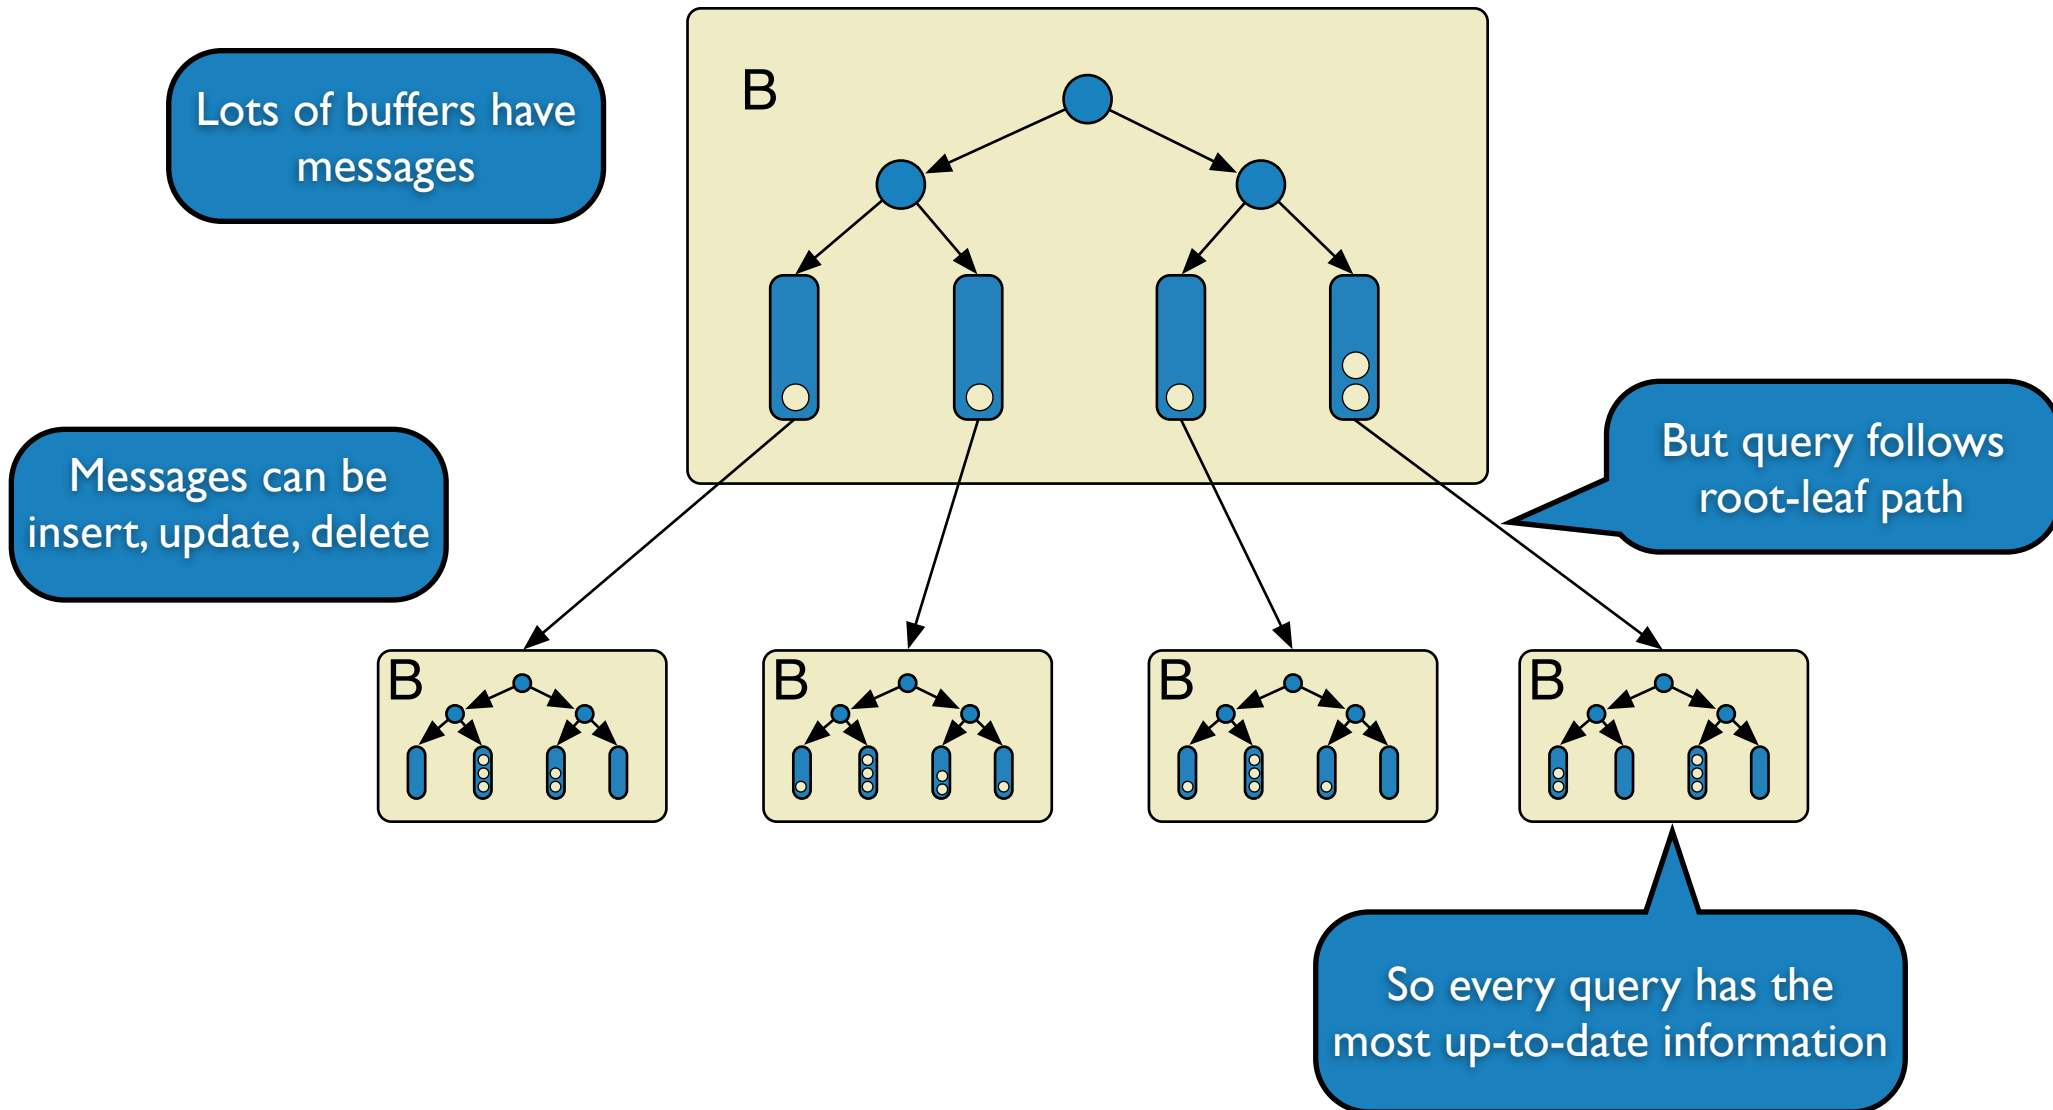 B
Lots of buffers have
messages
Messages can be
insert, update, delete
But query follows
root-leaf path
B
B
B
B
So every query has the
most up-to-date information